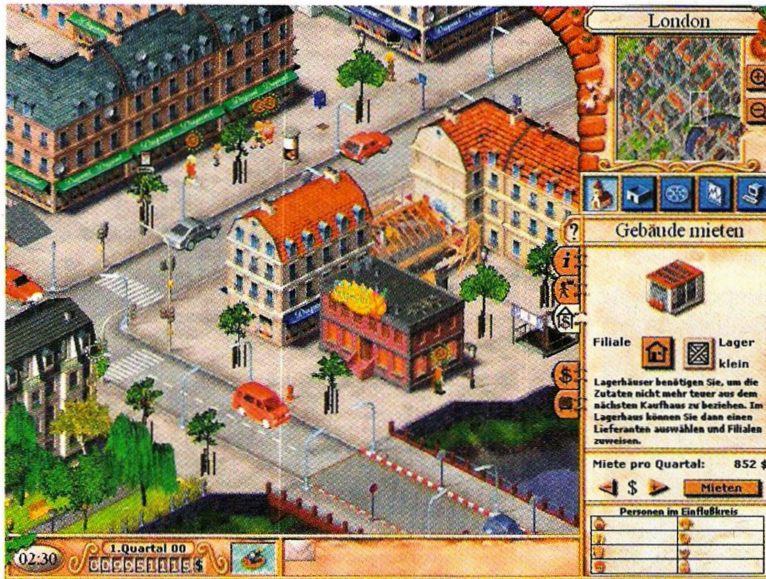 London
Gebäude mieten
Filiale
Lager
klein
Lagerhäuser benötigen Sie, um die
Zutaten nicht mehr teuer aus dem
nächsten Kaufhaus zu beziehen. Im
Lagerhaus können Sie dann einen
Lieferanten auswählen und Filialen
zuweisen.
Miete pro Quartal: 852 $
$
Mieten
Personen im Einflußkreis
02:30
1.Quartal 00
009951115$
?
i
$